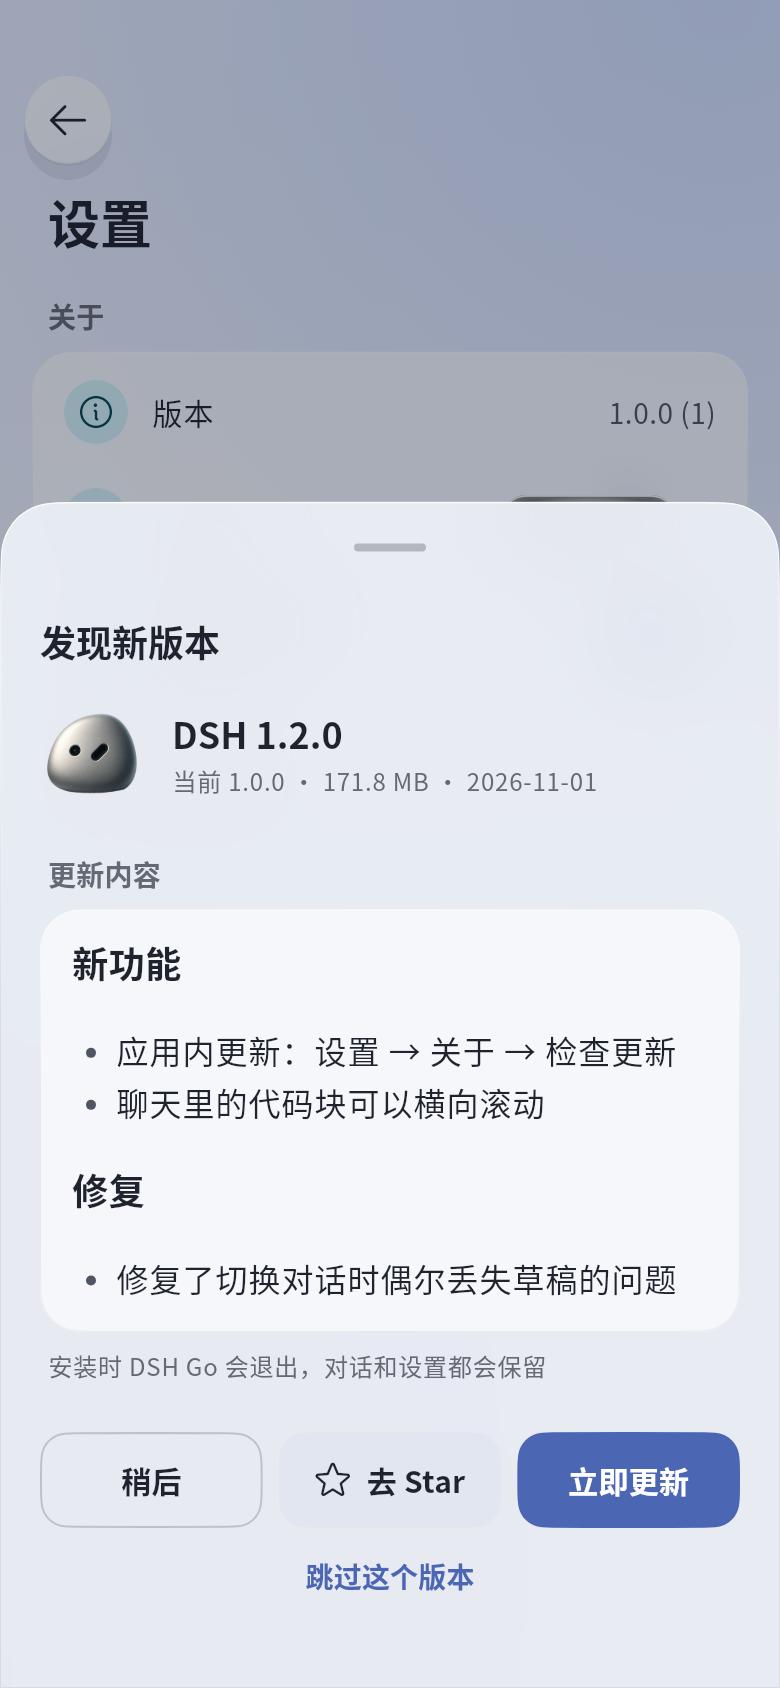 设置
关于
版本 1.0.0 (1)
发现新版本
DSH 1.2.0
当前 1.0.0 · 171.8 MB · 2026-11-01
更新内容
新功能
• 应用内更新：设置 → 关于 → 检查更新
• 聊天里的代码块可以横向滚动
修复
• 修复了切换对话时偶尔丢失草稿的问题
安装时 DSH Go 会退出，对话和设置都会保留
稍后 去 Star 立即更新
跳过这个版本